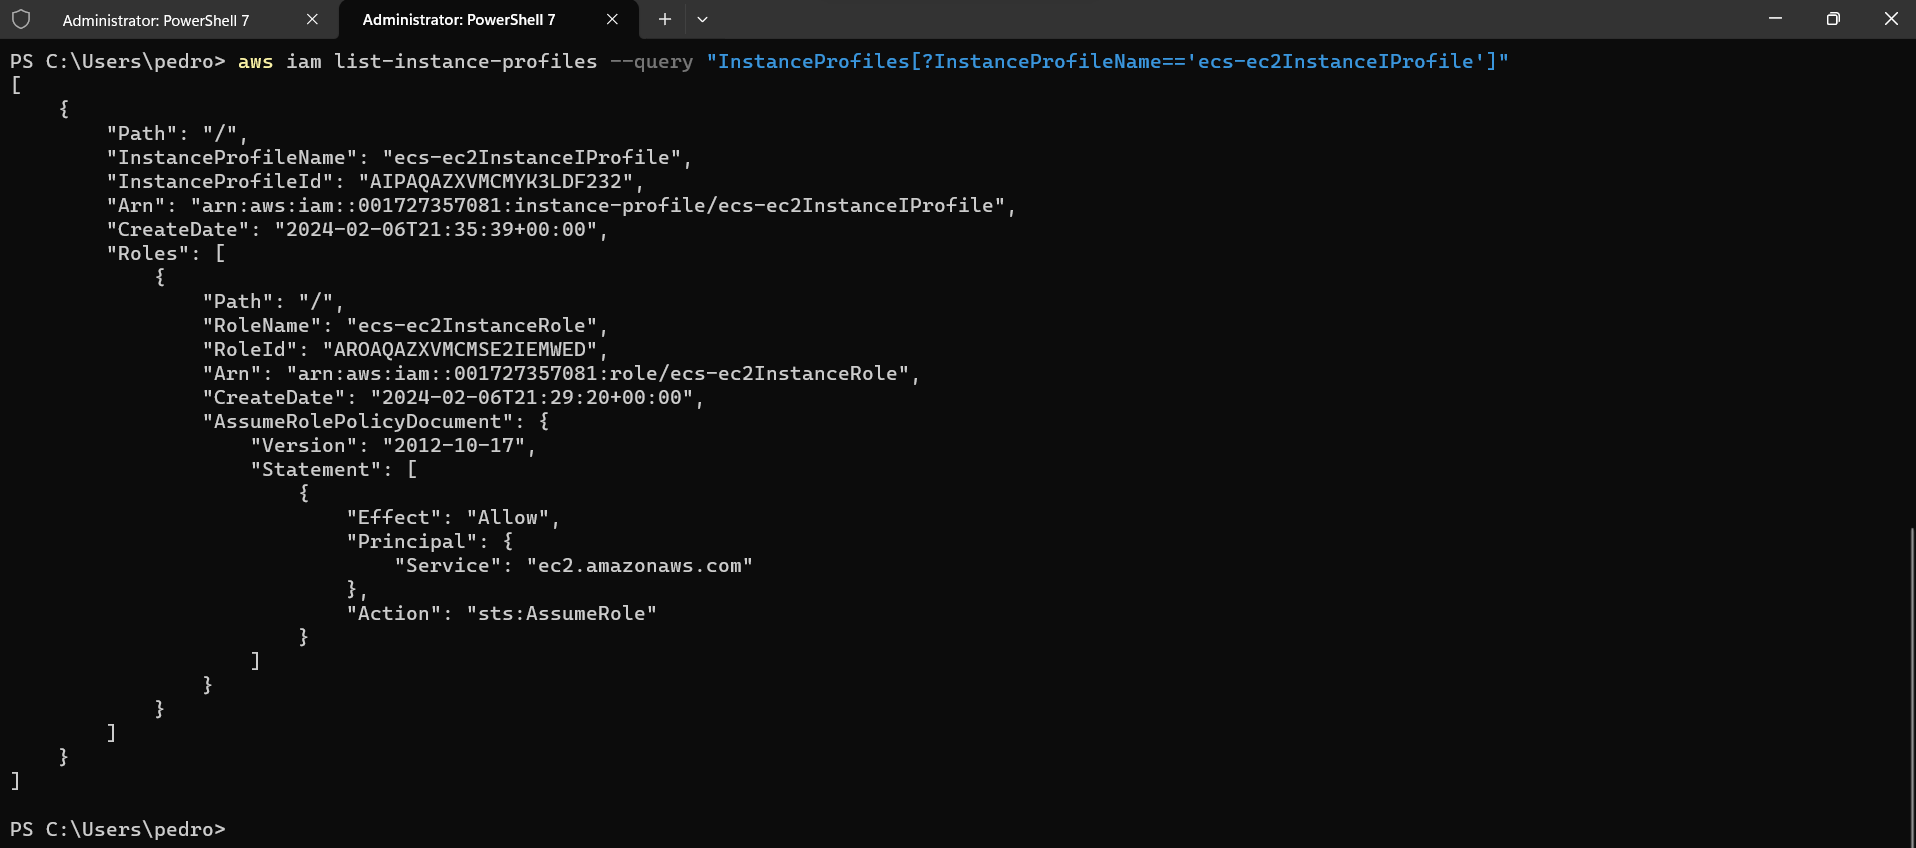 Administrator: PowerShell 7
Administrator: PowerShell 7
PS C:\Users\pedro> aws iam list-instance-profiles --query "InstanceProfiles[?InstanceProfileName=='ecs-ec2InstanceIProfile']"
[
    {
        "Path": "/",
        "InstanceProfileName": "ecs-ec2InstanceIProfile",
        "InstanceProfileId": "AIPAQAZXVMCMYK3LDF232",
        "Arn": "arn:aws:iam::001727357081:instance-profile/ecs-ec2InstanceIProfile",
        "CreateDate": "2024-02-06T21:35:39+00:00",
        "Roles": [
            {
                "Path": "/",
                "RoleName": "ecs-ec2InstanceRole",
                "RoleId": "AROAQAZXVMCMSE2IEMWED",
                "Arn": "arn:aws:iam::001727357081:role/ecs-ec2InstanceRole",
                "CreateDate": "2024-02-06T21:29:20+00:00",
                "AssumeRolePolicyDocument": {
                    "Version": "2012-10-17",
                    "Statement": [
                        {
                            "Effect": "Allow",
                            "Principal": {
                                "Service": "ec2.amazonaws.com"
                            },
                            "Action": "sts:AssumeRole"
                        }
                    ]
                }
            }
        ]
    }
]
PS C:\Users\pedro>